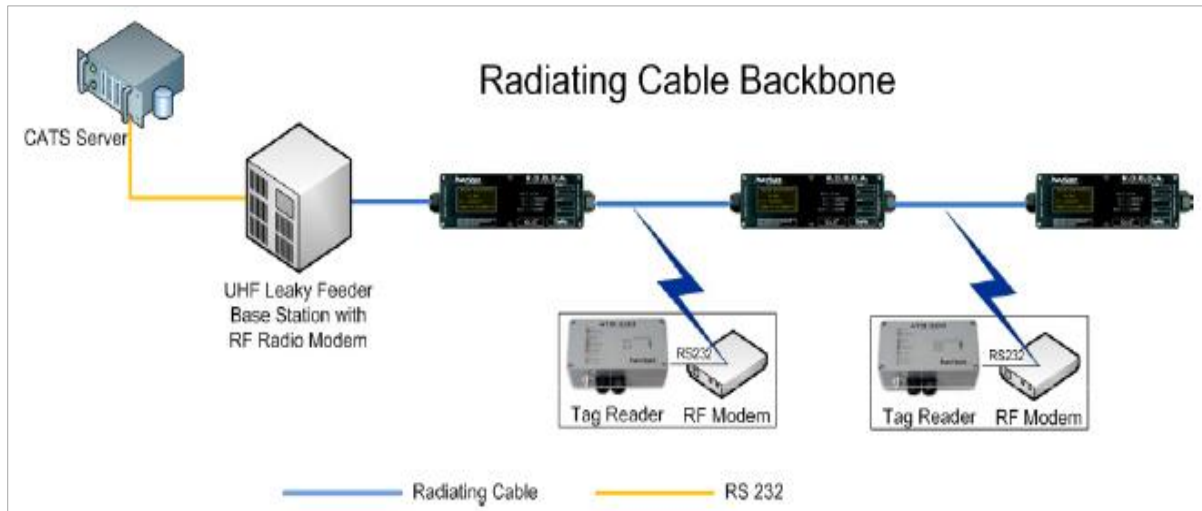 Radiating Cable Backbone
CATS Server
UHF Leaky Feeder
Base Station with
RF Radio Modem
RS232
Tag Reader
RF Modem
RS232
Tag Reader
RF Modem
Radiating Cable
RS 232